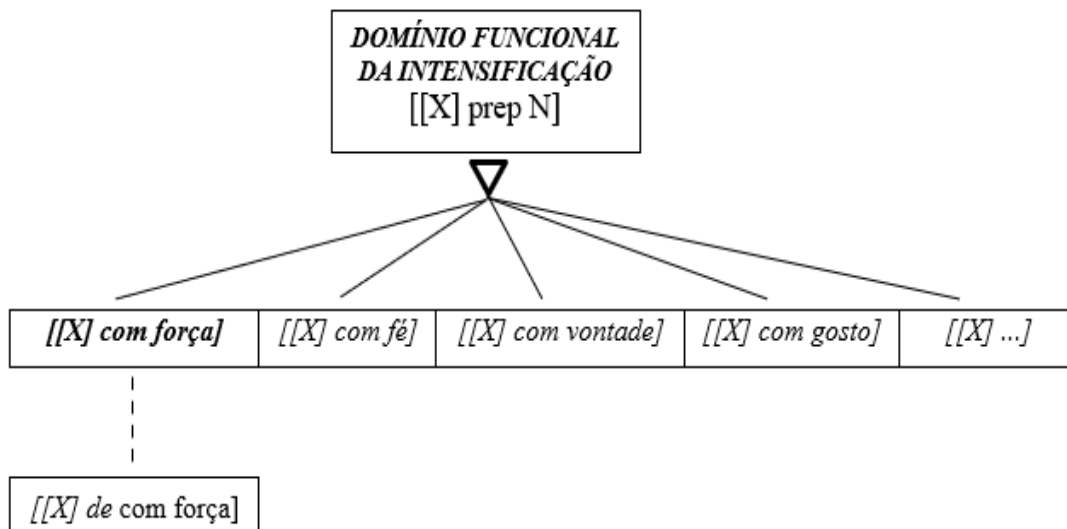 DOMÍNIO FUNCIONAL
DA INTENSIFICAÇÃO
[[X] prep N]
[[X] com força]
[[X] com fé]
[[X] com vontade]
[[X] com gosto]
[[X] ...]
[[X] de com força]